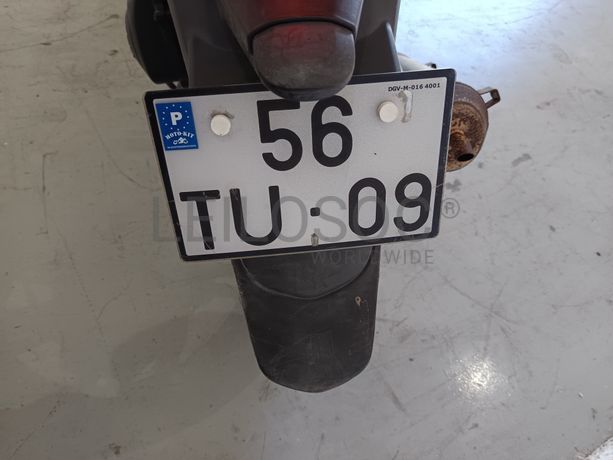 DGV-M-016 4001
P
MOTO-KIT
56
TU·09
LEILOSOC®
WORLDWIDE